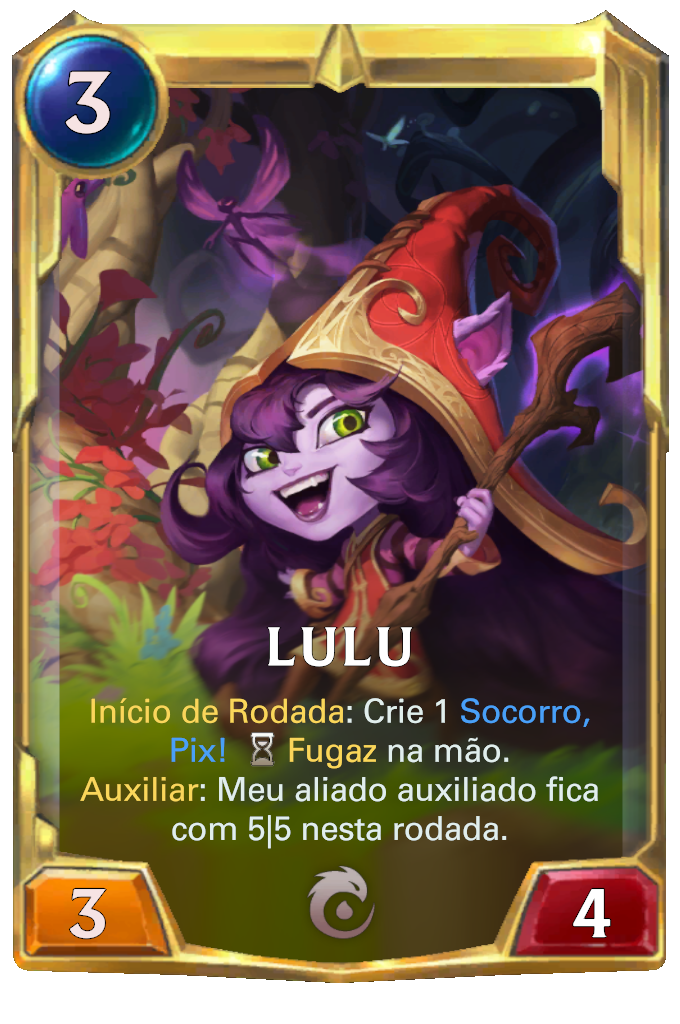 3
LULU
Início de Rodada: Crie 1 Socorro,
Pix! Fugaz na mão.
Auxiliar: Meu aliado auxiliado fica
com 5|5 nesta rodada.
3
4